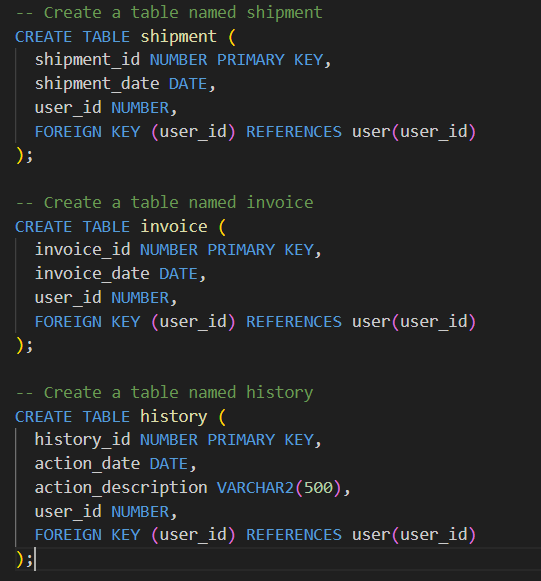 -- Create a table named shipment
CREATE TABLE shipment (
  shipment_id NUMBER PRIMARY KEY,
  shipment_date DATE,
  user_id NUMBER,
  FOREIGN KEY (user_id) REFERENCES user(user_id)
);

-- Create a table named invoice
CREATE TABLE invoice (
  invoice_id NUMBER PRIMARY KEY,
  invoice_date DATE,
  user_id NUMBER,
  FOREIGN KEY (user_id) REFERENCES user(user_id)
);

-- Create a table named history
CREATE TABLE history (
  history_id NUMBER PRIMARY KEY,
  action_date DATE,
  action_description VARCHAR2(500),
  user_id NUMBER,
  FOREIGN KEY (user_id) REFERENCES user(user_id)
);